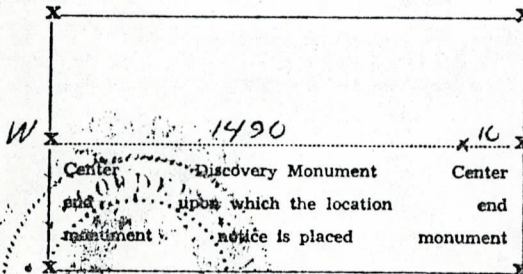 X X
W X 1490 X 10 X
Center Discovery Monument Center
end upon which the location end
monument notice is placed monument
X X